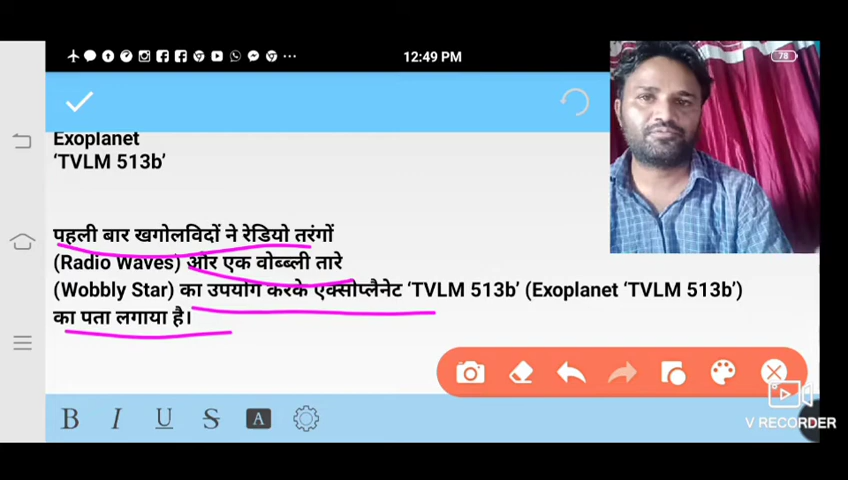 12:49 PM
78
Exoplanet
‘TVLM 513b’
पहली बार खगोलविदों ने रेडियो तरंगों
(Radio Waves) और एक वोब्ब्ली तारे
(Wobbly Star) का उपयोग करके एक्सोप्लैनेट ‘TVLM 513b’ (Exoplanet ‘TVLM 513b’)
का पता लगाया है।
B I U S A
V RECORDER